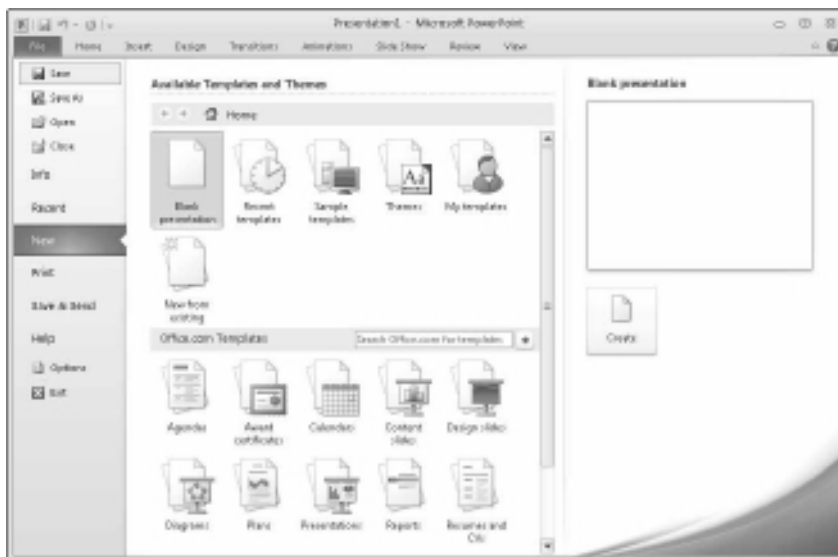 Presentation1 - Microsoft PowerPoint
File Home Insert Design Transitions Animations Slide Show Review View
Save
Save As
Open
Close
Info
Recent
New
Print
Save & Send
Help
Options
Exit
Available Templates and Themes
Home
Blank presentation
Recent templates
Sample templates
Themes
My templates
New from existing
Office.com Templates
Search Office.com for templates
Agendas
Award certificates
Calendars
Content slides
Design slides
Diagrams
Plans
Presentations
Reports
Resumes and CVs
Blank presentation
Create